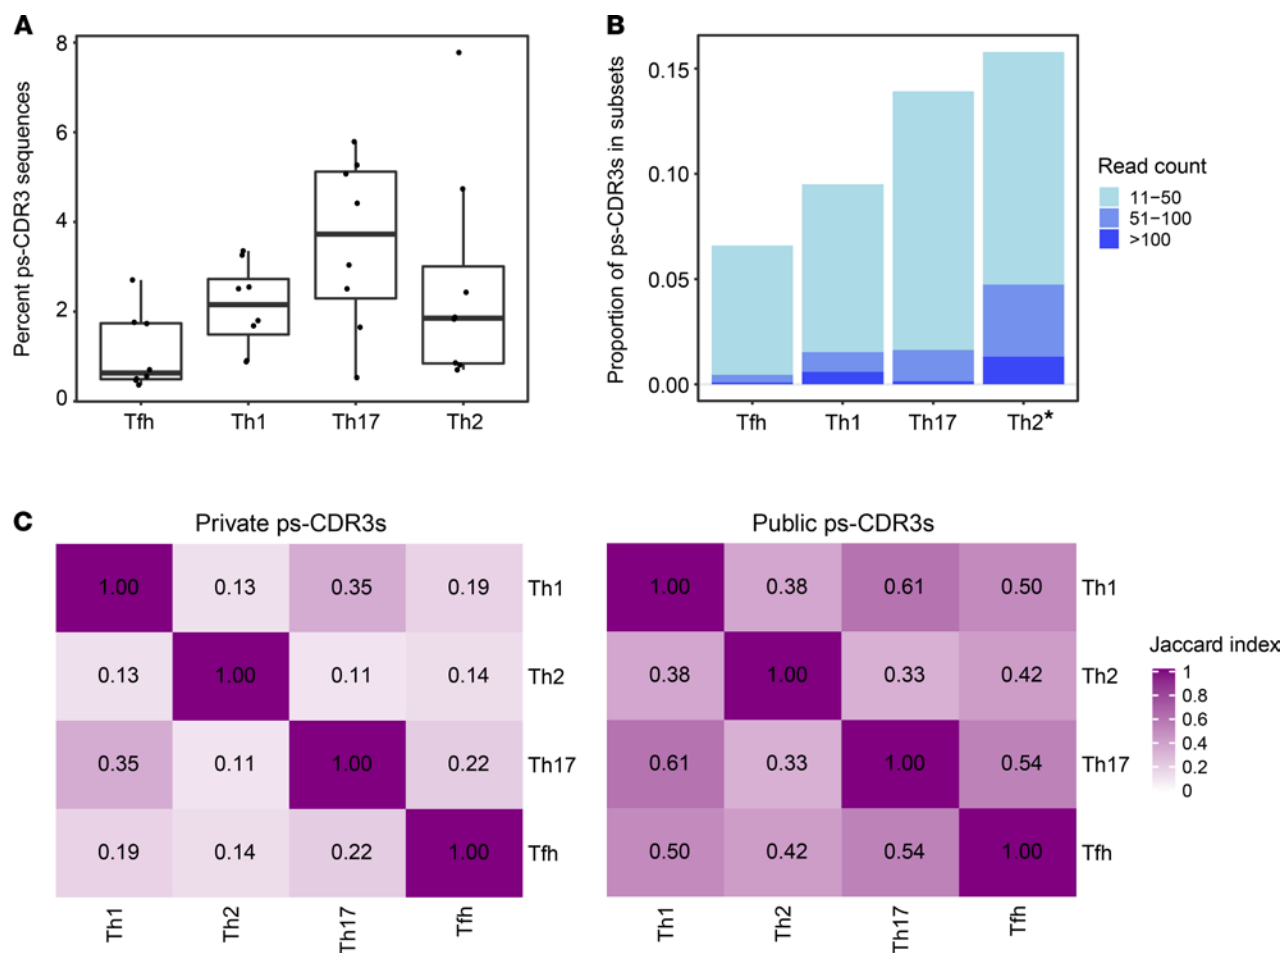 A
Percent ps-CDR3 sequences
8
6
4
2
0
Tfh Th1 Th17 Th2
B
Proportion of ps-CDR3s in subsets
0.15
0.10
0.05
0.00
Tfh Th1 Th17 Th2*
Read count
11–50
51–100
>100
C
Private ps-CDR3s
1.00 0.13 0.35 0.19 Th1
0.13 1.00 0.11 0.14 Th2
0.35 0.11 1.00 0.22 Th17
0.19 0.14 0.22 1.00 Tfh
Th1 Th2 Th17 Tfh
Public ps-CDR3s
1.00 0.38 0.61 0.50 Th1
0.38 1.00 0.33 0.42 Th2
0.61 0.33 1.00 0.54 Th17
0.50 0.42 0.54 1.00 Tfh
Th1 Th2 Th17 Tfh
Jaccard index
1
0.8
0.6
0.4
0.2
0